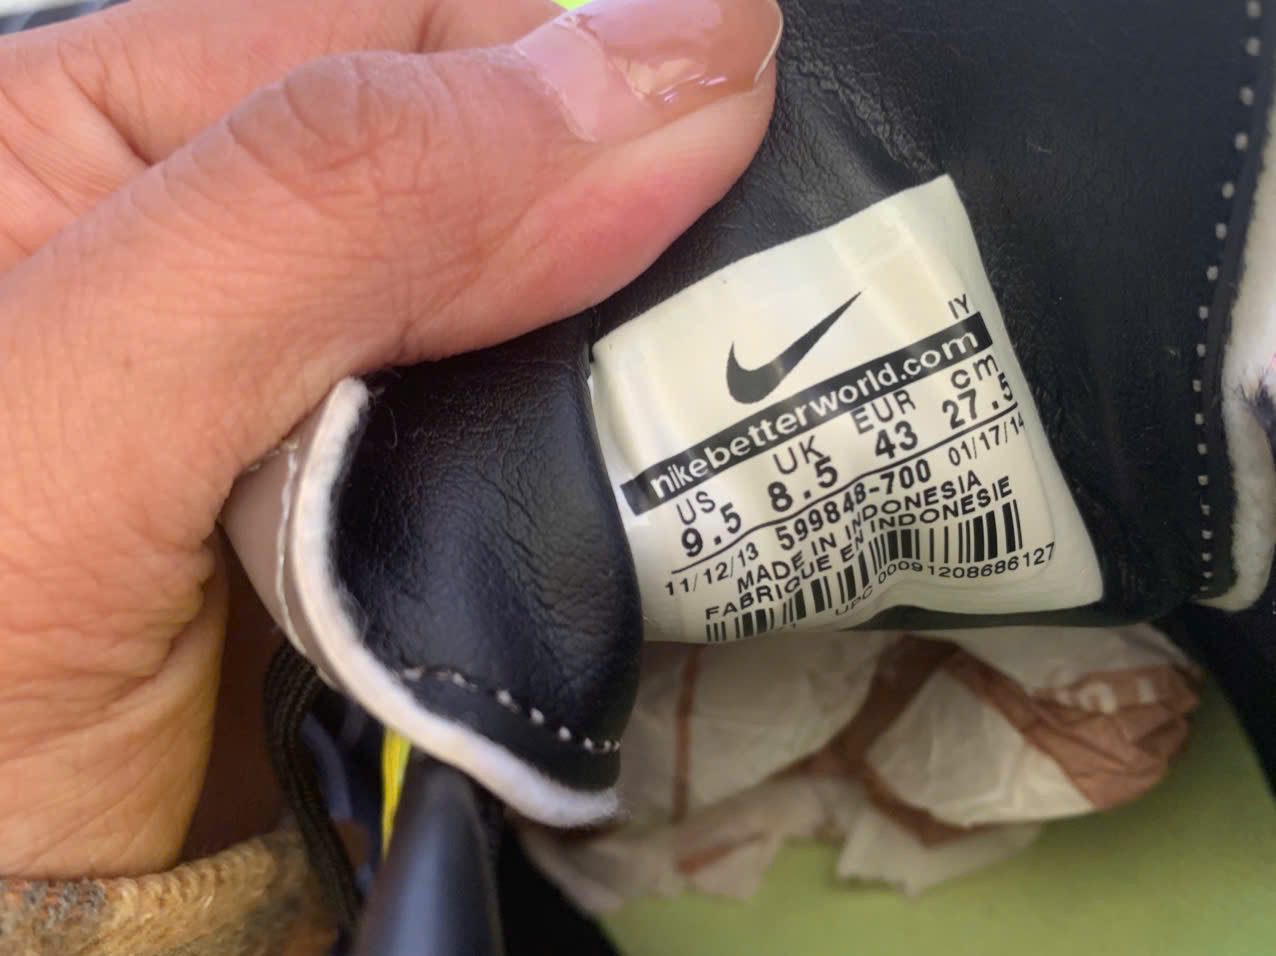 IY
nikebetterworld.com
US UK EUR cm
9.5 8.5 43 27.5
11/12/13 599848-700 01/17/14
MADE IN INDONESIA
FABRIQUE EN INDONESIE
UPC 00091208686127